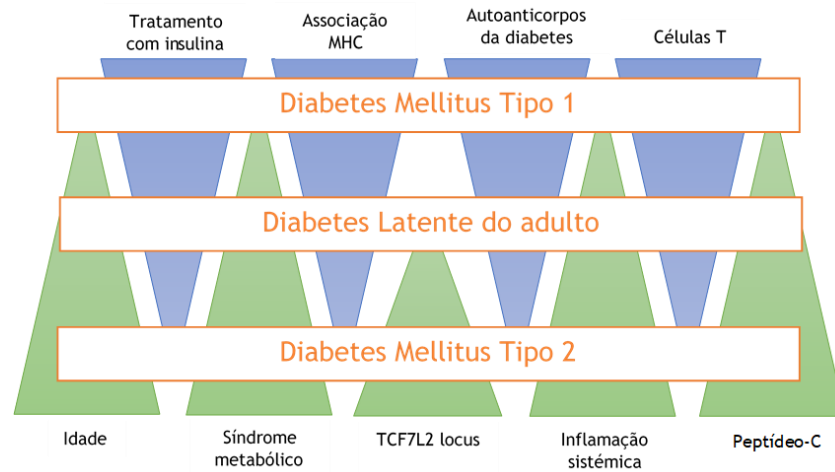 Tratamento
com insulina
Associação
MHC
Autoanticorpos
da diabetes
Células T
Diabetes Mellitus Tipo 1
Diabetes Latente do adulto
Diabetes Mellitus Tipo 2
Idade
Síndrome
metabólico
TCF7L2 locus
Inflamação
sistémica
Peptídeo-C